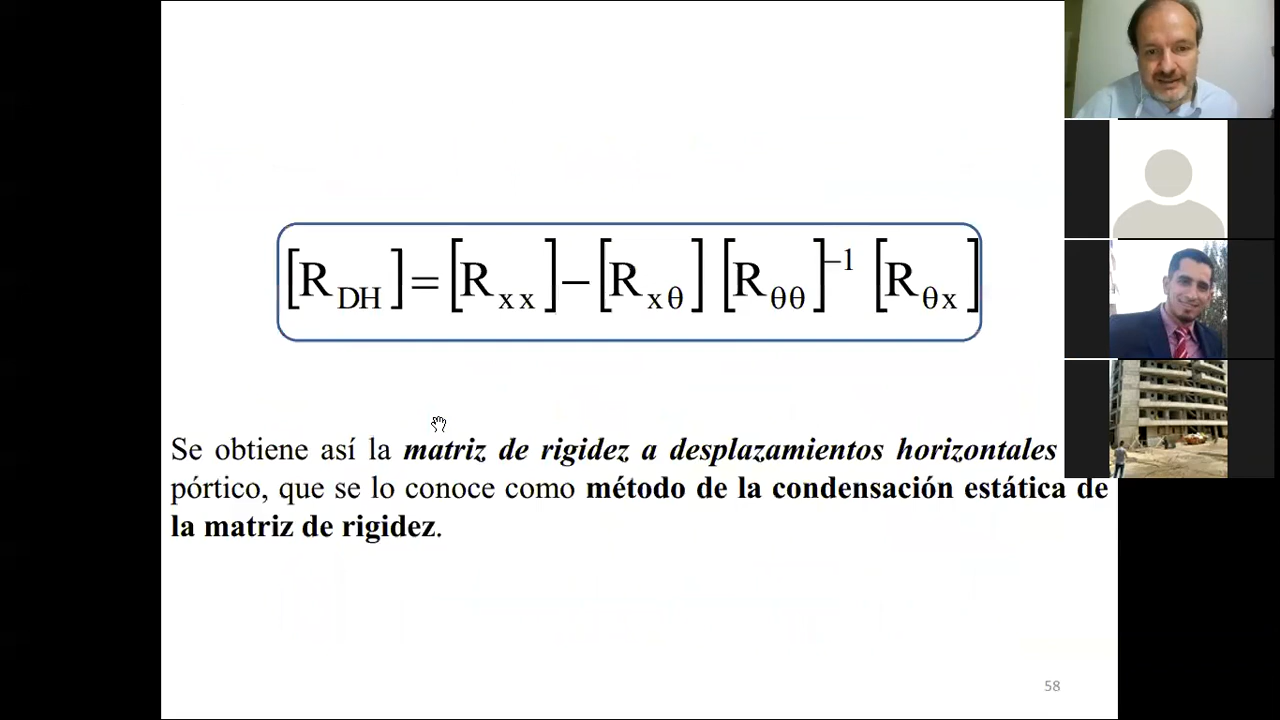 [R_DH] = [R_xx] − [R_xθ] [R_θθ]^−1 [R_θx]
Se obtiene así la matriz de rigidez a desplazamientos horizontales
pórtico, que se lo conoce como método de la condensación estática de
la matriz de rigidez.
58